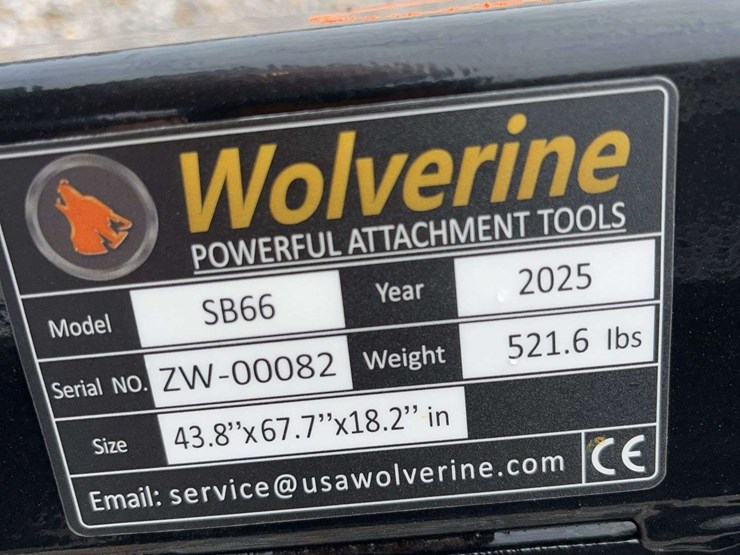 Wolverine
POWERFUL ATTACHMENT TOOLS
Model SB66 Year 2025
Serial NO. ZW-00082 Weight 521.6 lbs
Size 43.8”x67.7”x18.2” in
Email: service@usawolverine.com CE